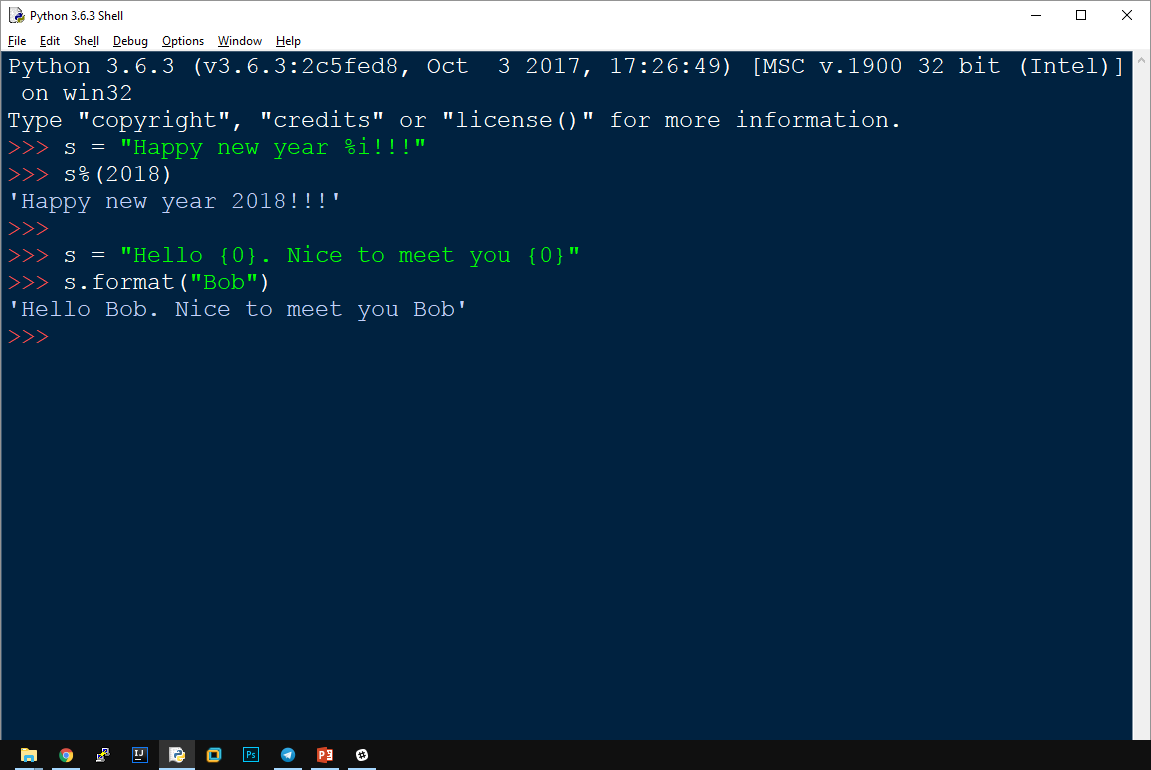 Python 3.6.3 Shell
File Edit Shell Debug Options Window Help
Python 3.6.3 (v3.6.3:2c5fed8, Oct  3 2017, 17:26:49) [MSC v.1900 32 bit (Intel)]
 on win32
Type "copyright", "credits" or "license()" for more information.
>>> s = "Happy new year %i!!!"
>>> s%(2018)
'Happy new year 2018!!!'
>>>
>>> s = "Hello {0}. Nice to meet you {0}"
>>> s.format("Bob")
'Hello Bob. Nice to meet you Bob'
>>>
IJ Ps P